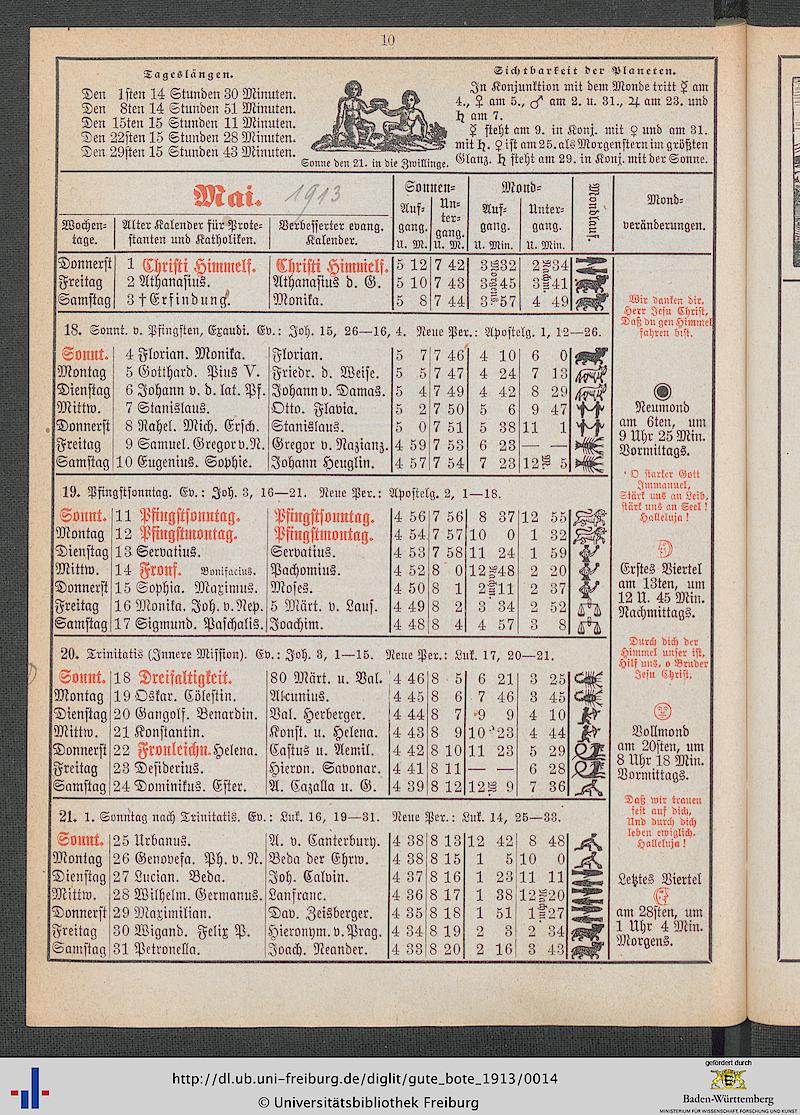 10
Tageslängen.
Den 1sten 14 Stunden 30 Minuten.
Den 8ten 14 Stunden 51 Minuten.
Den 15ten 15 Stunden 11 Minuten.
Den 22sten 15 Stunden 28 Minuten.
Den 29sten 15 Stunden 43 Minuten.
Sonne den 21. in die Zwillinge.
Sichtbarkeit der Planeten.
In Konjunktion mit dem Monde tritt ☿ am
4., ♀ am 5., ♂ am 2. u. 31., ♃ am 23. und
♄ am 7.
☿ steht am 9. in Konj. mit ♀ und am 31.
mit ♄. ♀ ist am 25. als Morgenstern im größten
Glanz. ♄ steht am 29. in Konj. mit der Sonne.
Mai. 1913
Wochen-
tage.
Alter Kalender für Prote-
stanten und Katholiken.
Verbesserter evang.
Kalender.
Sonnen-
Auf-
gang.
U. M.
Un-
ter-
gang.
U. M.
Mond-
Auf-
gang.
U. Min.
Unter-
gang.
U. Min.
Mondlauf.
Mond-
veränderungen.
Donnerst 1 Christi Himmelf. Christi Himmelf. 5 12 7 42 3 32 2 34
Freitag 2 Athanasius. Athanasius d. G. 5 10 7 43 3 45 3 41
Samstag 3 † Erfindung. Monika. 5 8 7 44 3 57 4 49
Morgens.
Nachm.
18. Sonnt. v. Pfingsten, Exaudi. Ev.: Joh. 15, 26—16, 4. Neue Per.: Apostelg. 1, 12—26.
Sonnt. 4 Florian. Monika. Florian. 5 7 7 46 4 10 6 0
Montag 5 Gotthard. Pius V. Friedr. d. Weise. 5 5 7 47 4 24 7 13
Dienstag 6 Johann v. d. lat. Pf. Johann v. Damas. 5 4 7 49 4 42 8 29
Mittw. 7 Stanislaus. Otto. Flavia. 5 2 7 50 5 6 9 47
Donnerst 8 Rahel. Mich. Ersch. Stanislaus. 5 0 7 51 5 38 11 1
Freitag 9 Samuel. Gregor v. N. Gregor v. Nazianz. 4 59 7 53 6 23 — —
Samstag 10 Eugenius. Sophie. Johann Heuglin. 4 57 7 54 7 23 12 5
19. Pfingstsonntag. Ev.: Joh. 3, 16—21. Neue Per.: Apostelg. 2, 1—18.
Sonnt. 11 Pfingstsonntag. Pfingstsonntag. 4 56 7 56 8 37 12 55
Montag 12 Pfingstmontag. Pfingstmontag. 4 54 7 57 10 0 1 32
Dienstag 13 Servatius. Servatius. 4 53 7 58 11 24 1 59
Mittw. 14 Fronf. Bonifacius. Pachomius. 4 52 8 0 12 48 2 20
Donnerst 15 Sophia. Maximus. Moses. 4 50 8 1 2 11 2 37
Freitag 16 Monika. Joh. v. Nep. 5 Märt. v. Lauf. 4 49 8 2 3 34 2 52
Samstag 17 Sigmund. Paschalis. Joachim. 4 48 8 4 4 57 3 8
Nachm.
20. Trinitatis (Innere Mission). Ev.: Joh. 3, 1—15. Neue Per.: Luk. 17, 20—21.
Sonnt. 18 Dreifaltigkeit. 80 Märt. u. Val. 4 46 8 5 6 21 3 25
Montag 19 Oskar. Cölestin. Alcunius. 4 45 8 6 7 46 3 45
Dienstag 20 Gangolf. Benardin. Val. Herberger. 4 44 8 7 9 9 4 10
Mittw. 21 Konstantin. Konst. u. Helena. 4 43 8 9 10 23 4 44
Donnerst 22 Fronleichn. Helena. Castus u. Aemil. 4 42 8 10 11 23 5 29
Freitag 23 Desiderius. Hieron. Savonar. 4 41 8 11 — — 6 28
Samstag 24 Dominikus. Ester. A. Cazalla u. G. 4 39 8 12 12 9 7 36
21. 1. Sonntag nach Trinitatis. Ev.: Luk. 16, 19—31. Neue Per.: Luk. 14, 25—33.
Sonnt. 25 Urbanus. A. v. Canterbury. 4 38 8 13 12 42 8 48
Montag 26 Genovefa. Ph. v. N. Beda der Ehrw. 4 38 8 15 1 5 10 0
Dienstag 27 Lucian. Beda. Joh. Calvin. 4 37 8 16 1 23 11 11
Mittw. 28 Wilhelm. Germanus. Lanfranc. 4 36 8 17 1 38 12 20
Donnerst 29 Maximilian. Dav. Zeisberger. 4 35 8 18 1 51 1 27
Freitag 30 Wigand. Felix P. Hieronym. v. Prag. 4 34 8 19 2 3 2 34
Samstag 31 Petronella. Joach. Neander. 4 33 8 20 2 16 3 43
Nachm.
Wir danken dir,
Herr Jesu Christ,
Daß du gen Himmel
fahren bist.
Neumond
am 6ten, um
9 Uhr 25 Min.
Vormittags.
O starker Gott
Immanuel,
Stärk uns an Leib,
stärk uns an Seel!
Halleluja!
Erstes Viertel
am 13ten, um
12 U. 45 Min.
Nachmittags.
Durch dich der
Himmel unser ist,
Hilf uns, o Bruder
Jesu Christ,
Vollmond
am 20sten, um
8 Uhr 18 Min.
Vormittags.
Daß wir trauen
fest auf dich,
Und durch dich
leben ewiglich.
Halleluja!
Letztes Viertel
am 28sten, um
1 Uhr 4 Min.
Morgens.
http://dl.ub.uni-freiburg.de/diglit/gute_bote_1913/0014
© Universitätsbibliothek Freiburg
gefördert durch
Baden-Württemberg
MINISTERIUM FÜR WISSENSCHAFT, FORSCHUNG UND KUNST